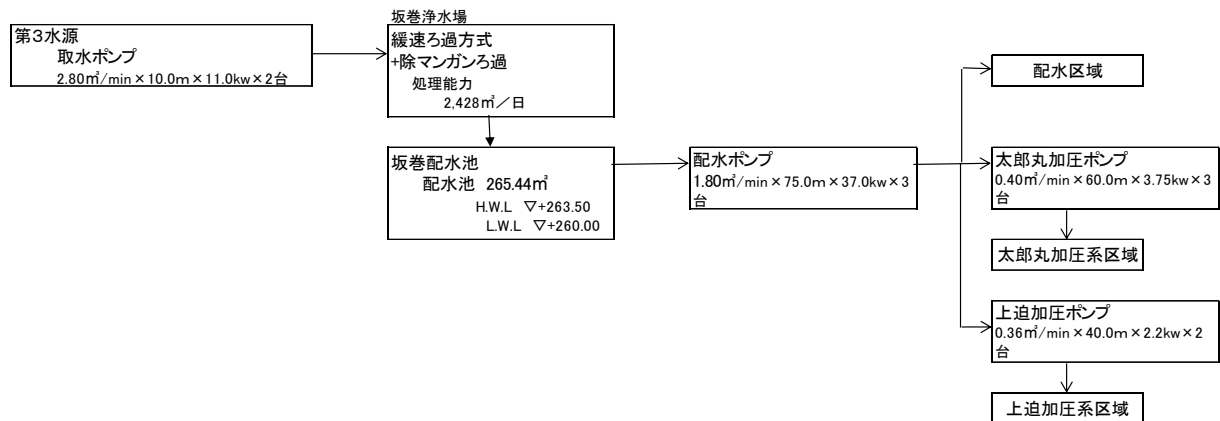 坂巻浄水場
第3水源
取水ポンプ
2.80㎥/min×10.0m×11.0kw×2台
緩速ろ過方式
+除マンガンろ過
処理能力
2,428㎥/日
坂巻配水池
配水池 265.44㎥
H.W.L ▽+263.50
L.W.L ▽+260.00
配水ポンプ
1.80㎥/min×75.0m×37.0kw×3
台
配水区域
太郎丸加圧ポンプ
0.40㎥/min×60.0m×3.75kw×3
台
太郎丸加圧系区域
上迫加圧ポンプ
0.36㎥/min×40.0m×2.2kw×2
台
上迫加圧系区域